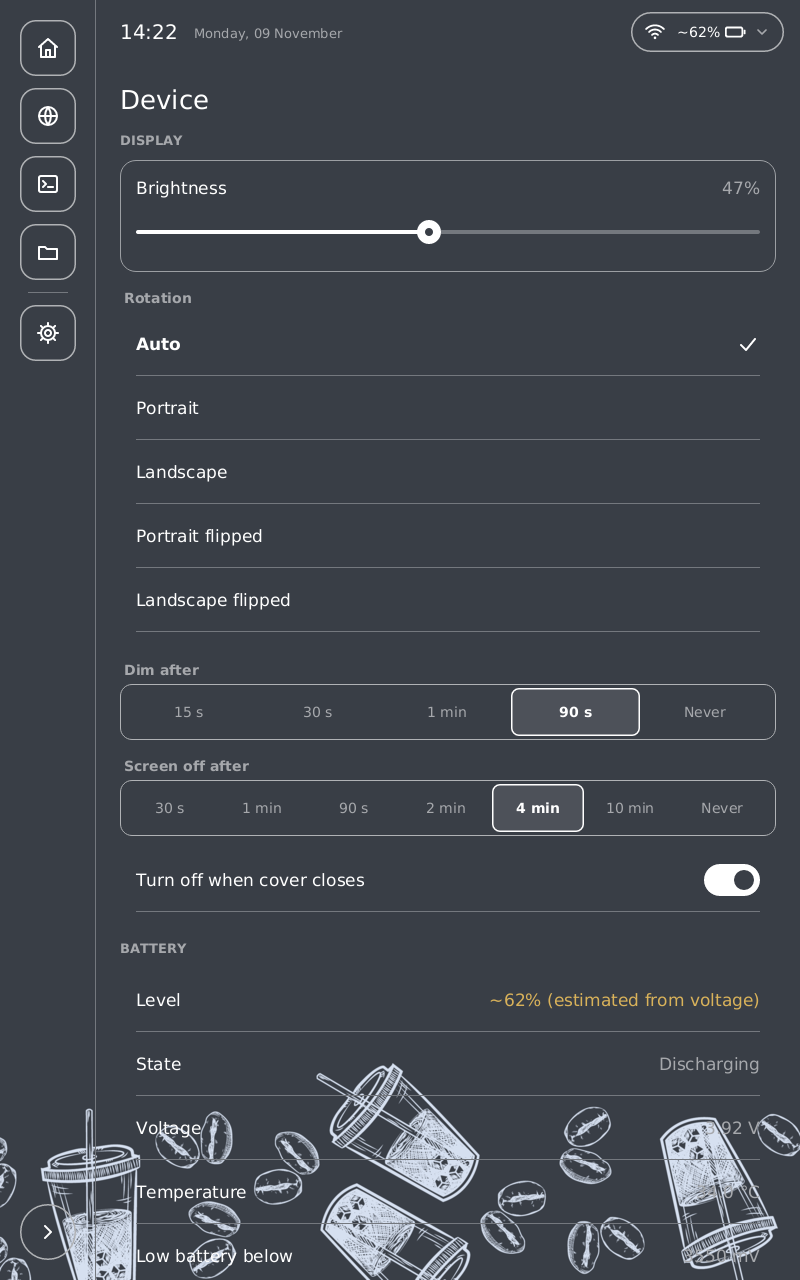 14:22 Monday, 09 November ~62%
Device
DISPLAY
Brightness 47%
Rotation
Auto
Portrait
Landscape
Portrait flipped
Landscape flipped
Dim after
15 s 30 s 1 min 90 s Never
Screen off after
30 s 1 min 90 s 2 min 4 min 10 min Never
Turn off when cover closes
BATTERY
Level ~62% (estimated from voltage)
State Discharging
Voltage V
Temperature
Low battery below